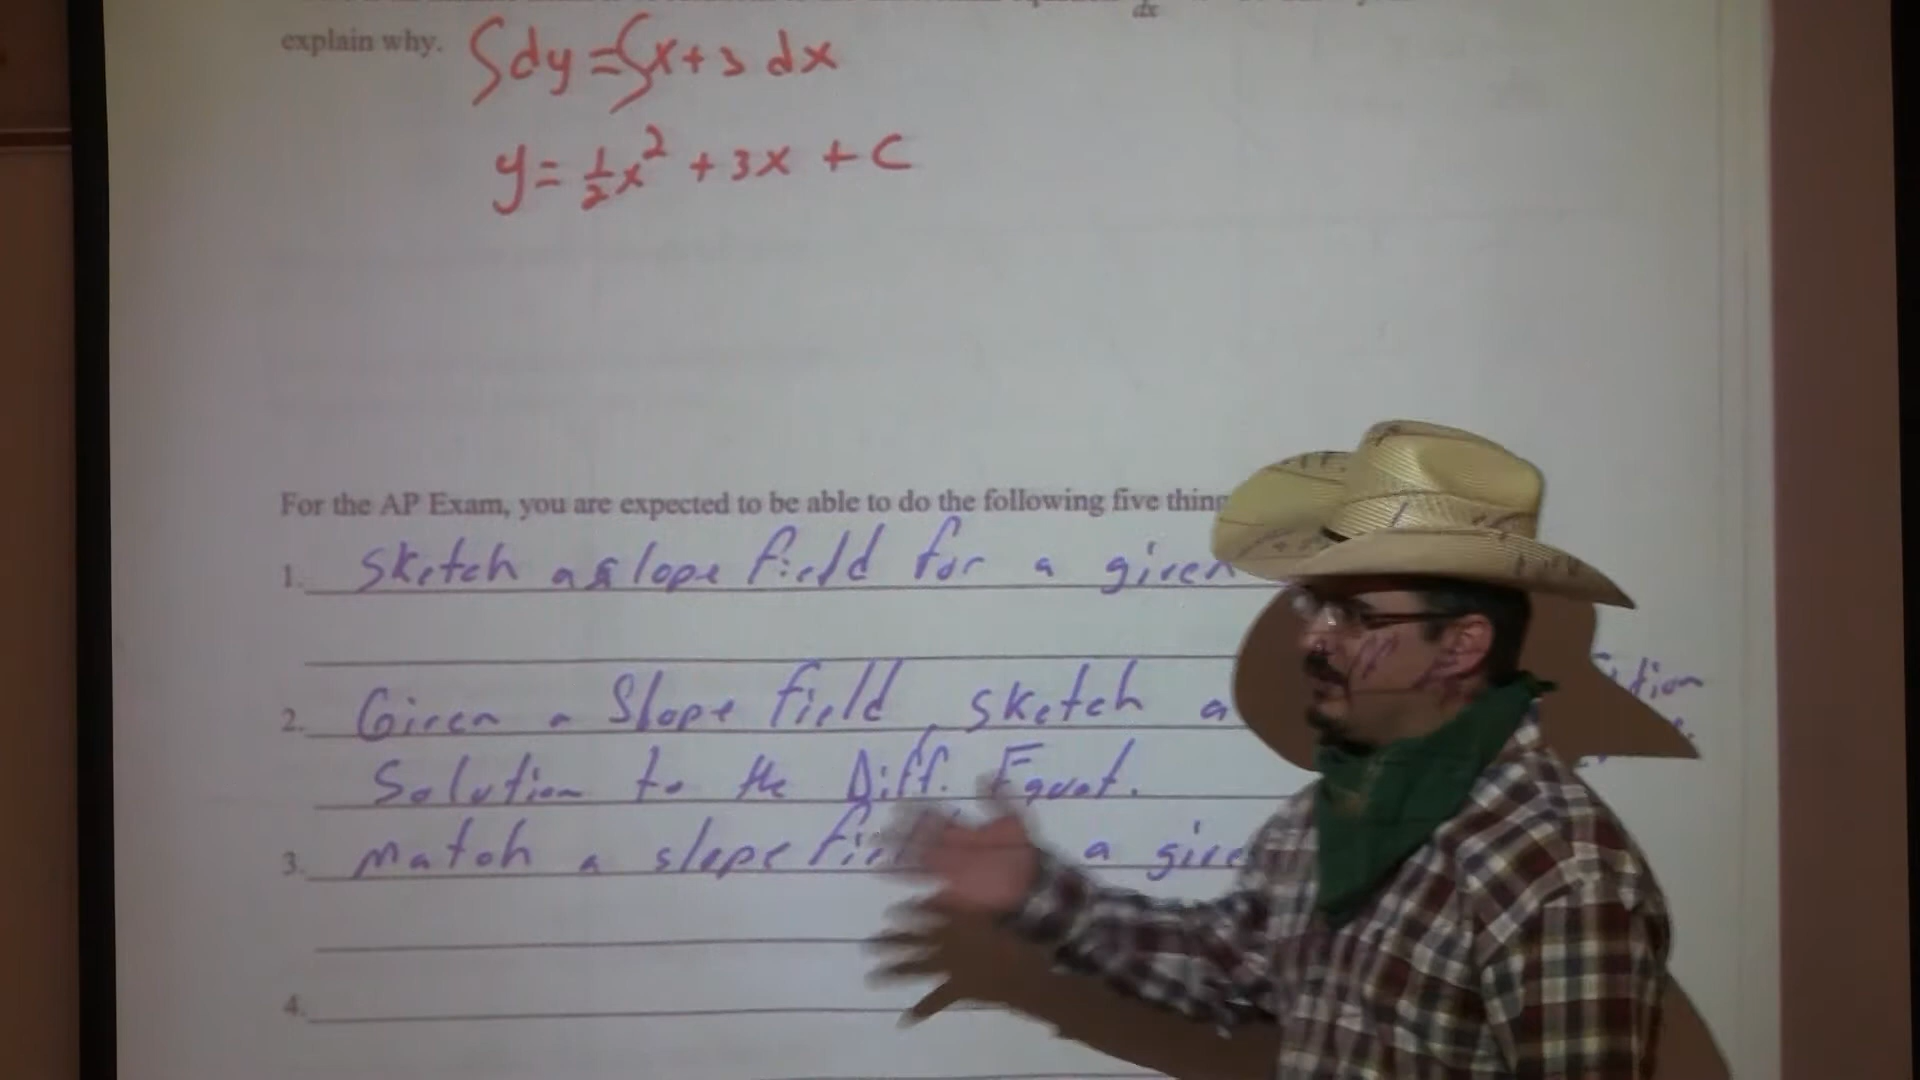 dx
explain why. ∫dy=∫x+3 dx
y=½x²+3x+C
For the AP Exam, you are expected to be able to do the following five thing
1. Sketch a slope field for a given
2. Given a Slope field, sketch a
Solution to the Diff. Equat.
3. Match a slope a give
4.